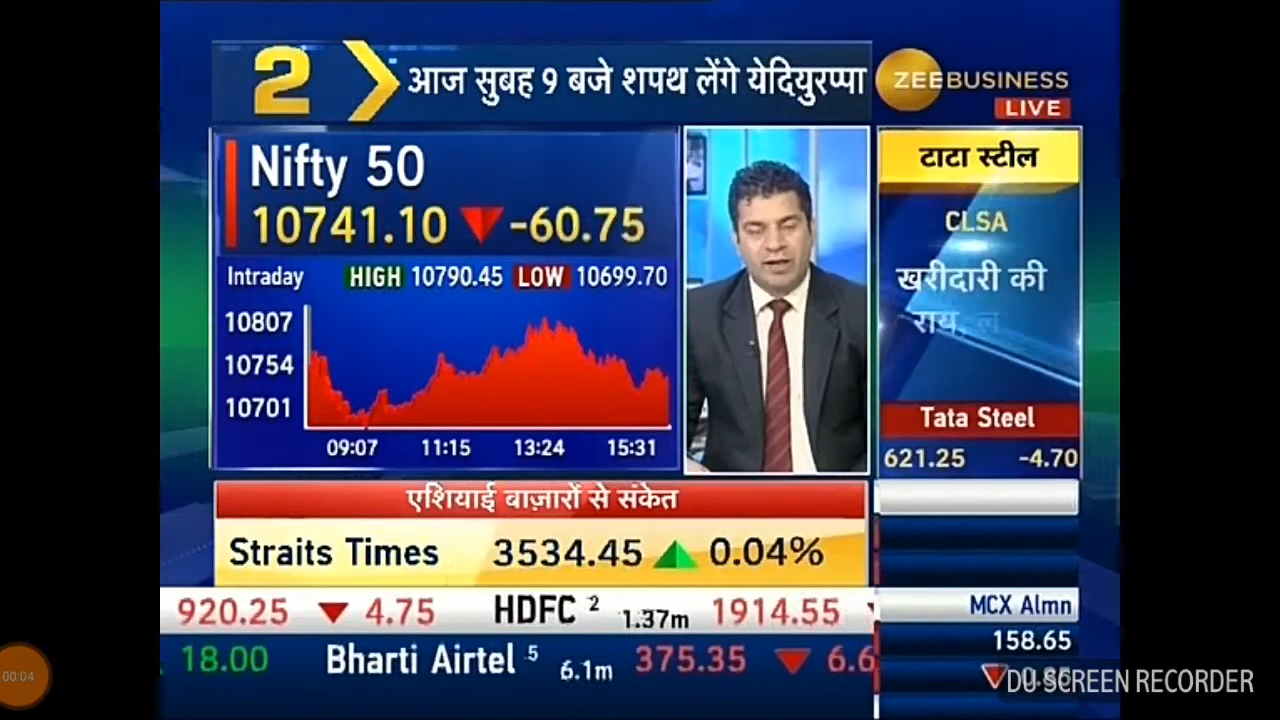 2
आज सुबह 9 बजे शपथ लेंगे येदियुरप्पा
ZEEBUSINESS
LIVE
Nifty 50
10741.10 -60.75
Intraday HIGH 10790.45 LOW 10699.70
10807
10754
10701
09:07 11:15 13:24 15:31
टाटा स्टील
CLSA
खरीदारी की
राय,
Tata Steel
621.25 -4.70
एशियाई बाज़ारों से संकेत
Straits Times 3534.45 0.04%
920.25 4.75 HDFC 2 1.37m 1914.55
18.00 Bharti Airtel 5 6.1m 375.35 6.6
MCX Almn
158.65
00:04
DU SCREEN RECORDER